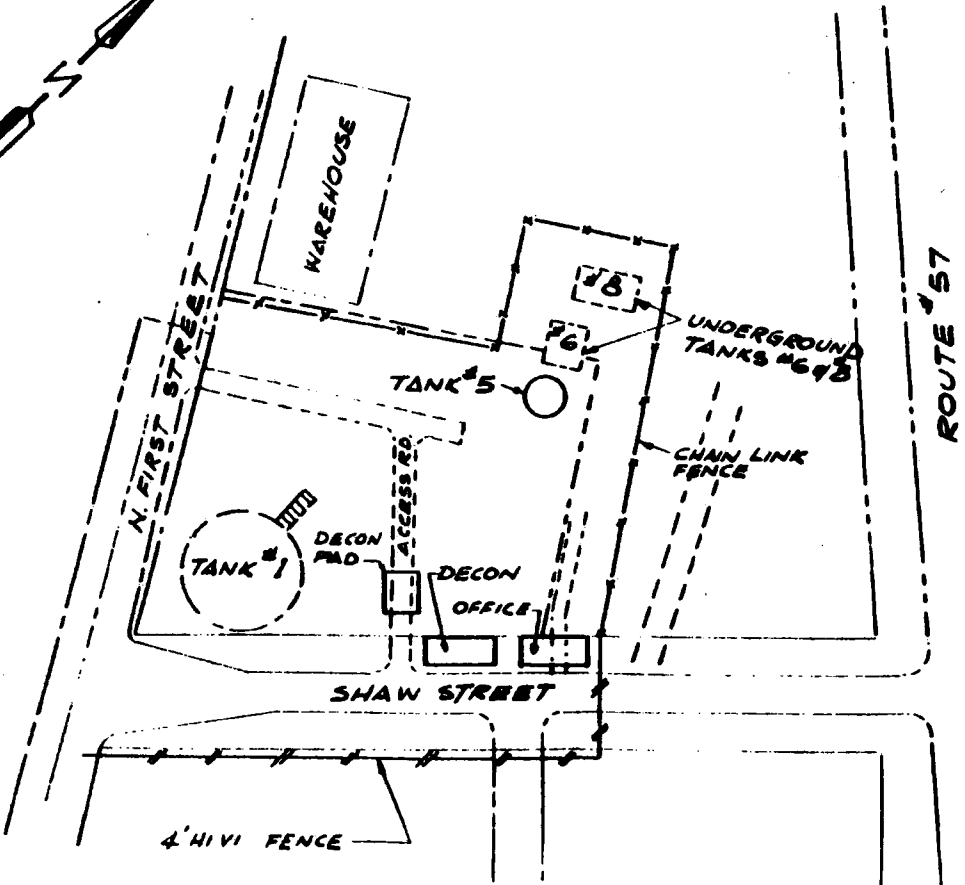 N
WAREHOUSE
#8
#6
UNDERGROUND
TANKS #6 & 8
TANK #5
ROUTE #57
N. FIRST STREET
CHAIN LINK
FENCE
ACCESS RD.
TANK #1
DECON
PAD
DECON
OFFICE
SHAW STREET
4' HI VI FENCE